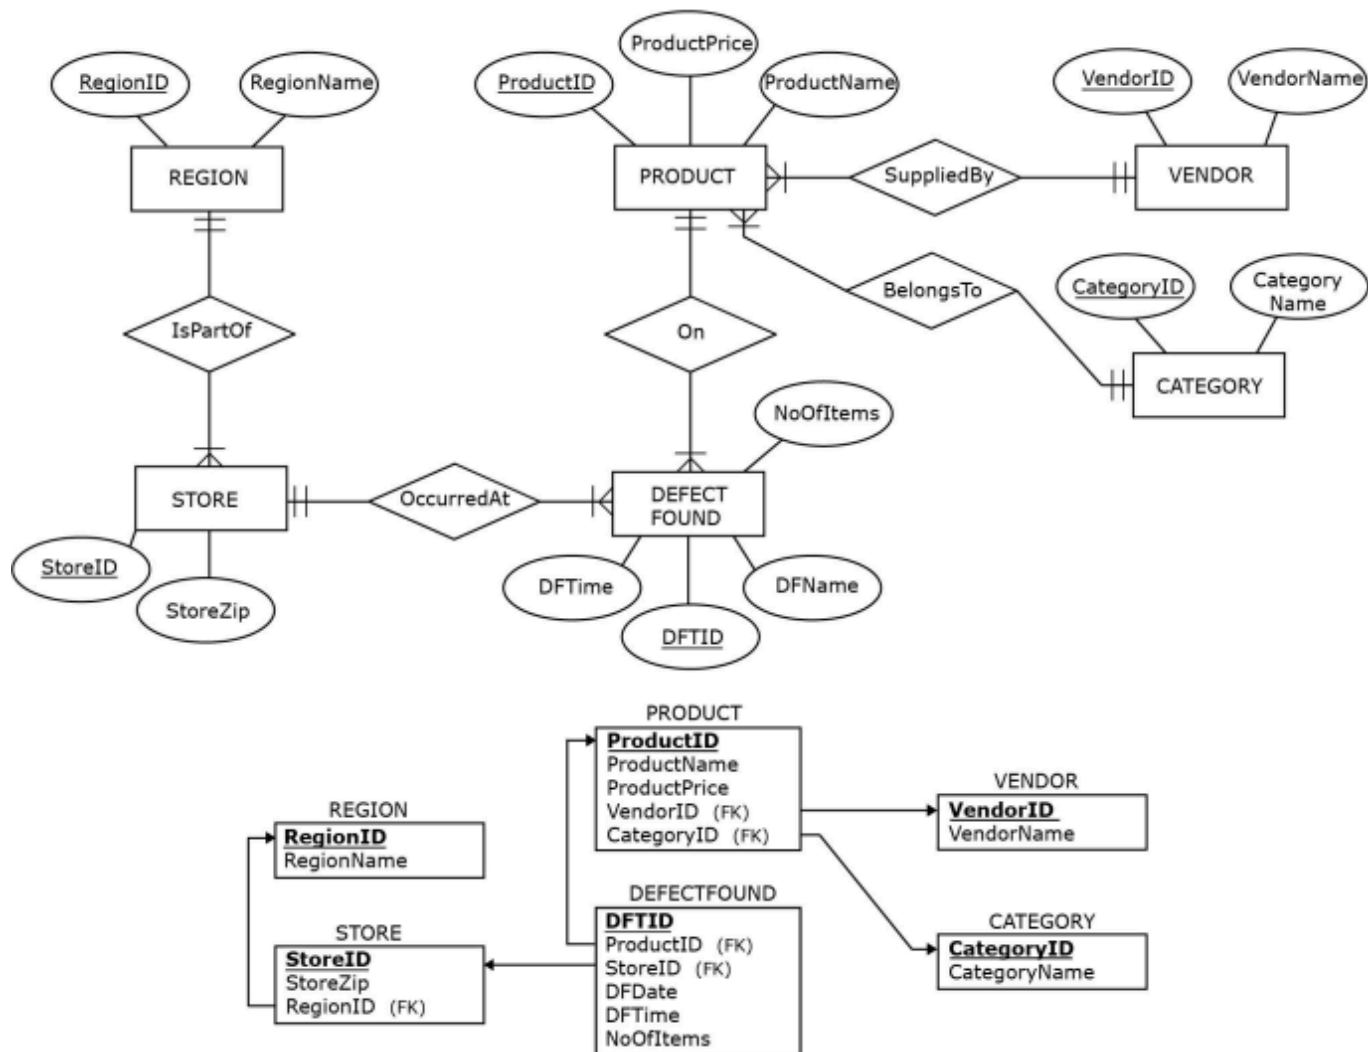 ProductPrice
RegionID
RegionName
ProductID
ProductName
VendorID
VendorName
REGION
PRODUCT
SuppliedBy
VENDOR
CategoryID
Category
Name
BelongsTo
IsPartOf
On
CATEGORY
NoOfItems
STORE
OccurredAt
DEFECT
FOUND
StoreID
StoreZip
DFTime
DFTID
DFName
PRODUCT
ProductID
ProductName
ProductPrice
VendorID (FK)
CategoryID (FK)
VENDOR
VendorID
VendorName
REGION
RegionID
RegionName
DEFECTFOUND
DFTID
ProductID (FK)
StoreID (FK)
DFDate
DFTime
NoOfItems
STORE
StoreID
StoreZip
RegionID (FK)
CATEGORY
CategoryID
CategoryName